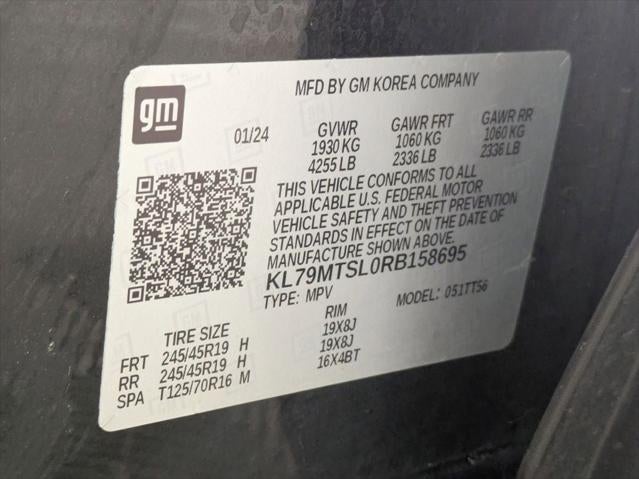 MFD BY GM KOREA COMPANY
gm
01/24 GVWR GAWR FRT GAWR RR
1930 KG 1060 KG 1060 KG
4255 LB 2336 LB 2336 LB
THIS VEHICLE CONFORMS TO ALL
APPLICABLE U.S. FEDERAL MOTOR
VEHICLE SAFETY AND THEFT PREVENTION
STANDARDS IN EFFECT ON THE DATE OF
MANUFACTURE SHOWN ABOVE.
KL79MTSL0RB158695
TYPE: MPV MODEL: 051TT56
TIRE SIZE RIM
FRT 245/45R19 H 19X8J
RR 245/45R19 H 19X8J
SPA T125/70R16 M 16X4BT